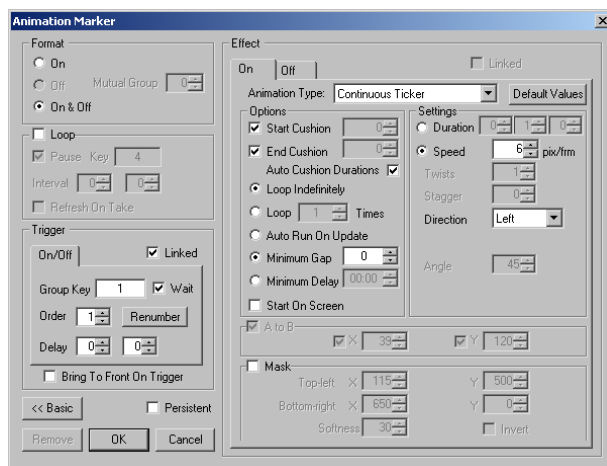 Animation Marker
Format
On
Off Mutual Group 0
On & Off
Loop
Pause Key 4
Interval 0 0
Refresh On Take
Trigger
On/Off Linked
Group Key 1 Wait
Order 1 Renumber
Delay 0 0
Bring To Front On Trigger
<< Basic Persistent
Remove OK Cancel
Effect
On Off Linked
Animation Type: Continuous Ticker Default Values
Options
Start Cushion 0
End Cushion 0
Auto Cushion Durations
Loop Indefinitely
Loop 1 Times
Auto Run On Update
Minimum Gap 0
Minimum Delay 00:00
Start On Screen
Settings
Duration 0 1 0
Speed 6 pix/frm
Twists 1
Stagger 0
Direction Left
Angle 45
A to B
X 39 Y 120
Mask
Top-left X 115 Y 500
Bottom-right X 650 Y 0
Softness 30 Invert